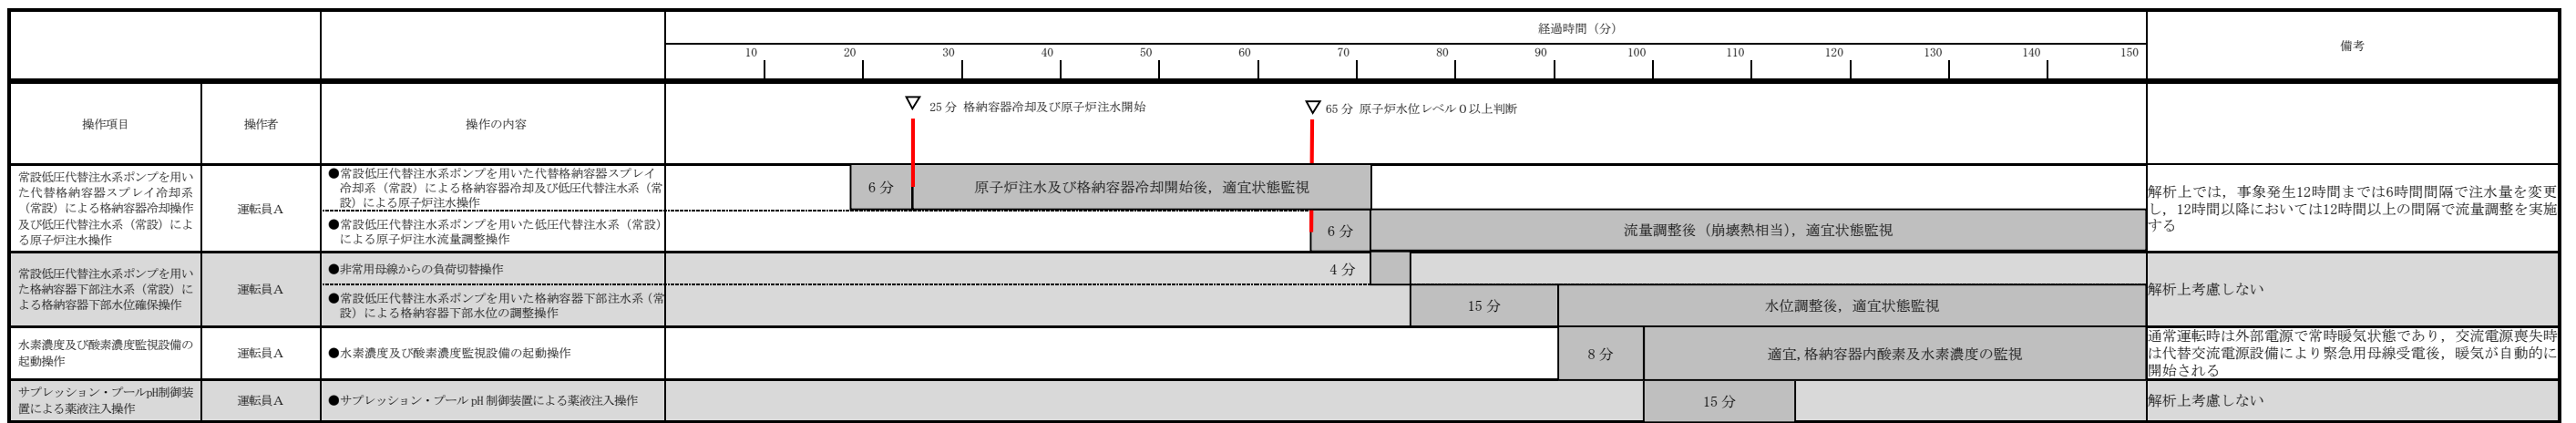 経過時間（分）
備考
10 20 30 40 50 60 70 80 90 100 110 120 130 140 150
操作項目
操作者
操作の内容
25 分 格納容器冷却及び原子炉注水開始
65 分 原子炉水位レベル０以上判断
常設低圧代替注水系ポンプを用い
た代替格納容器スプレイ冷却系
（常設）による格納容器冷却操作
及び低圧代替注水系（常設）によ
る原子炉注水操作
運転員Ａ
●常設低圧代替注水系ポンプを用いた代替格納容器スプレイ
冷却系（常設）による格納容器冷却及び低圧代替注水系（常
設）による原子炉注水操作
6 分
原子炉注水及び格納容器冷却開始後，適宜状態監視
●常設低圧代替注水系ポンプを用いた低圧代替注水系（常設）
による原子炉注水流量調整操作
6 分
流量調整後（崩壊熱相当），適宜状態監視
解析上では，事象発生12時間までは6時間間隔で注水量を変更
し，12時間以降においては12時間以上の間隔で流量調整を実施
する
常設低圧代替注水系ポンプを用い
た格納容器下部注水系（常設）に
よる格納容器下部水位確保操作
運転員Ａ
●非常用母線からの負荷切替操作
4 分
●常設低圧代替注水系ポンプを用いた格納容器下部注水系（常
設）による格納容器下部水位の調整操作
15 分
水位調整後，適宜状態監視
解析上考慮しない
水素濃度及び酸素濃度監視設備の
起動操作
運転員Ａ
●水素濃度及び酸素濃度監視設備の起動操作
8 分
適宜，格納容器内酸素及水素濃度の監視
通常運転時は外部電源で常時暖気状態であり，交流電源喪失時
は代替交流電源設備により緊急用母線受電後，暖気が自動的に
開始される
サプレッション・プールpH制御装
置による薬液注入操作
運転員Ａ
●サプレッション・プール pH 制御装置による薬液注入操作
15 分
解析上考慮しない